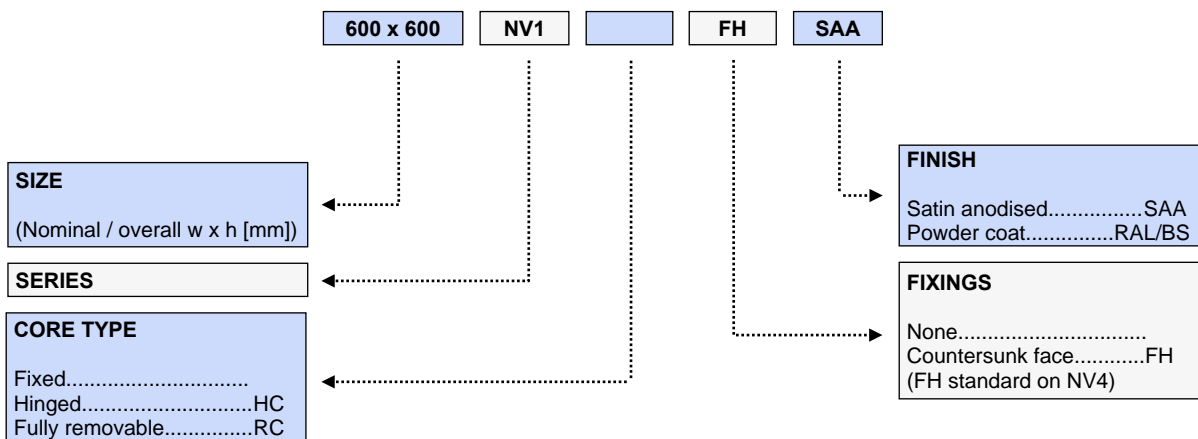 600 x 600 NV1 FH SAA
SIZE
(Nominal / overall w x h [mm])
SERIES
CORE TYPE
Fixed..............................
Hinged............................HC
Fully removable...............RC
FINISH
Satin anodised................SAA
Powder coat...............RAL/BS
FIXINGS
None...............................
Countersunk face............FH
(FH standard on NV4)